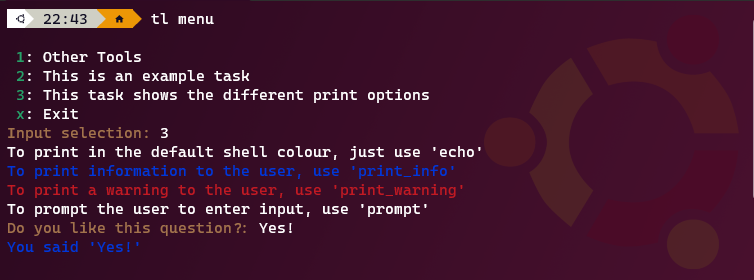 22:43 tl menu
1: Other Tools
2: This is an example task
3: This task shows the different print options
x: Exit
Input selection: 3
To print in the default shell colour, just use 'echo'
To print information to the user, use 'print_info'
To print a warning to the user, use 'print_warning'
To prompt the user to enter input, use 'prompt'
Do you like this question?: Yes!
You said 'Yes!'